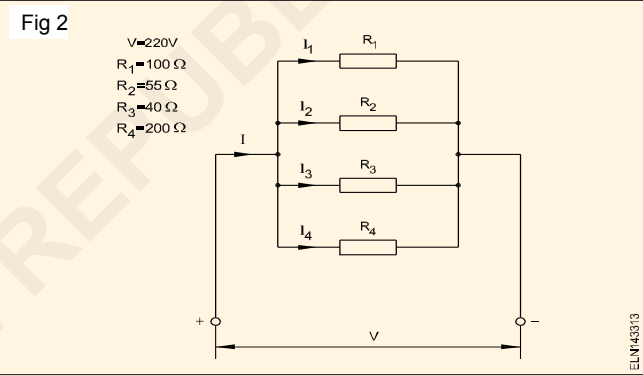 Fig 2
V=220V
R1=100 Ω
R2=55 Ω
R3=40 Ω
R4=200 Ω
I
I1
R1
I2
R2
I3
R3
I4
R4
+
−
V
ELN143313
REPUBL